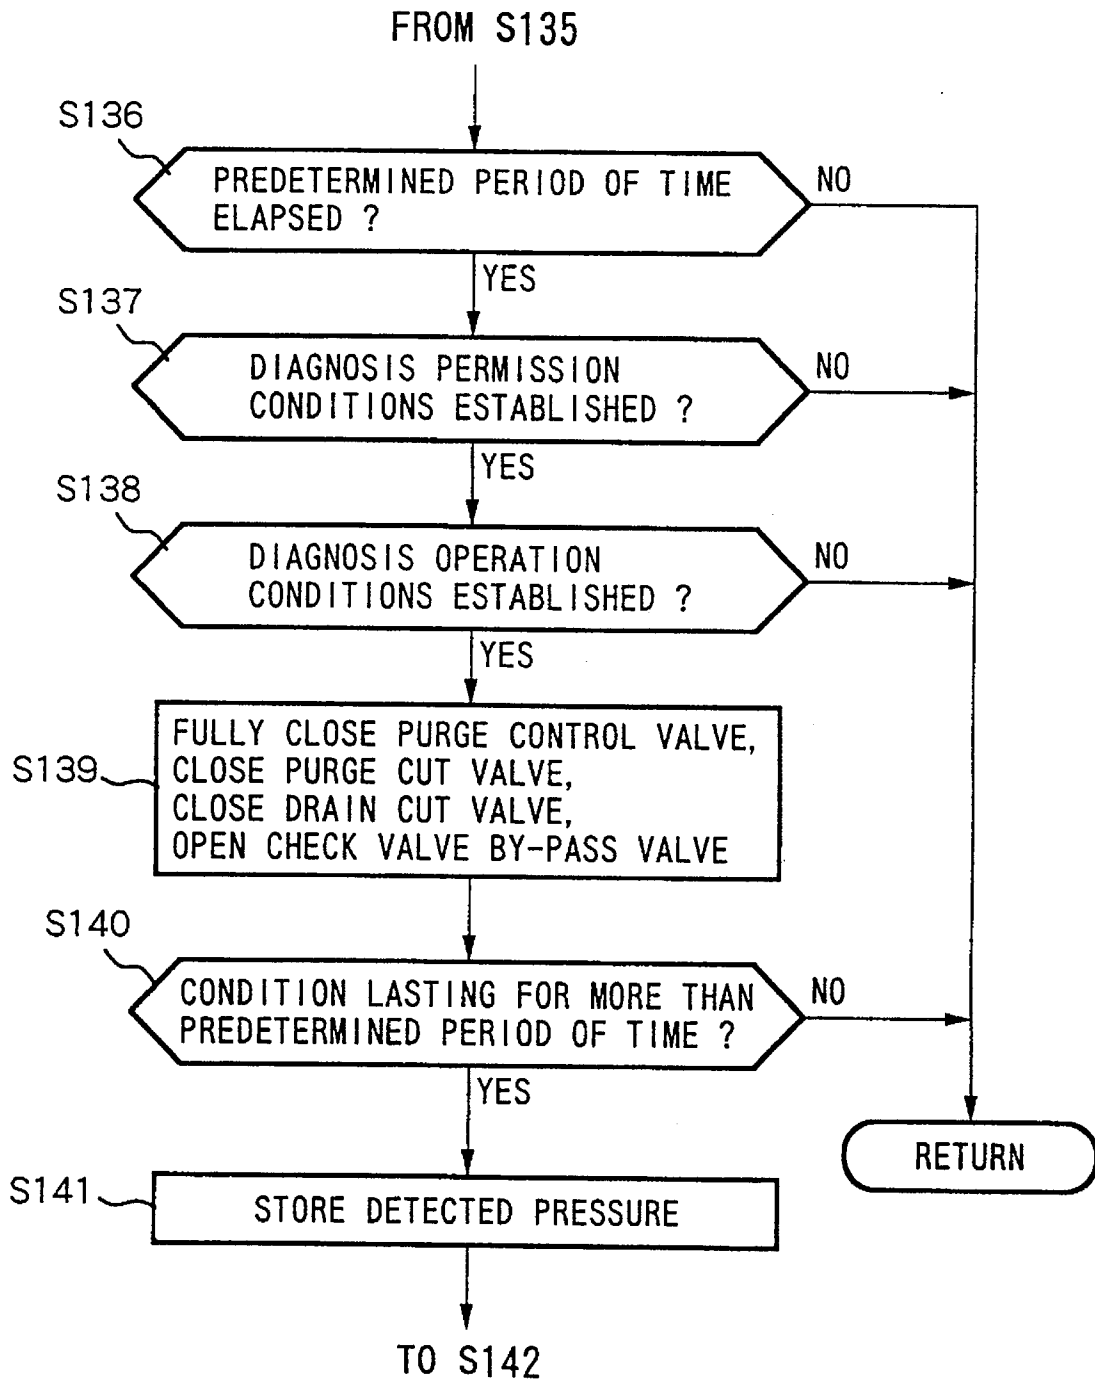 FROM S135
S136
PREDETERMINED PERIOD OF TIME
ELAPSED ?
NO
YES
S137
DIAGNOSIS PERMISSION
CONDITIONS ESTABLISHED ?
NO
YES
S138
DIAGNOSIS OPERATION
CONDITIONS ESTABLISHED ?
NO
YES
S139
FULLY CLOSE PURGE CONTROL VALVE,
CLOSE PURGE CUT VALVE,
CLOSE DRAIN CUT VALVE,
OPEN CHECK VALVE BY-PASS VALVE
S140
CONDITION LASTING FOR MORE THAN
PREDETERMINED PERIOD OF TIME ?
NO
YES
RETURN
S141
STORE DETECTED PRESSURE
TO S142